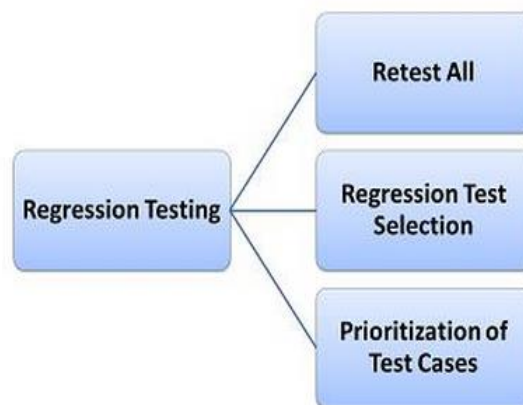 Retest All
Regression Testing
Regression Test
Selection
Prioritization of
Test Cases